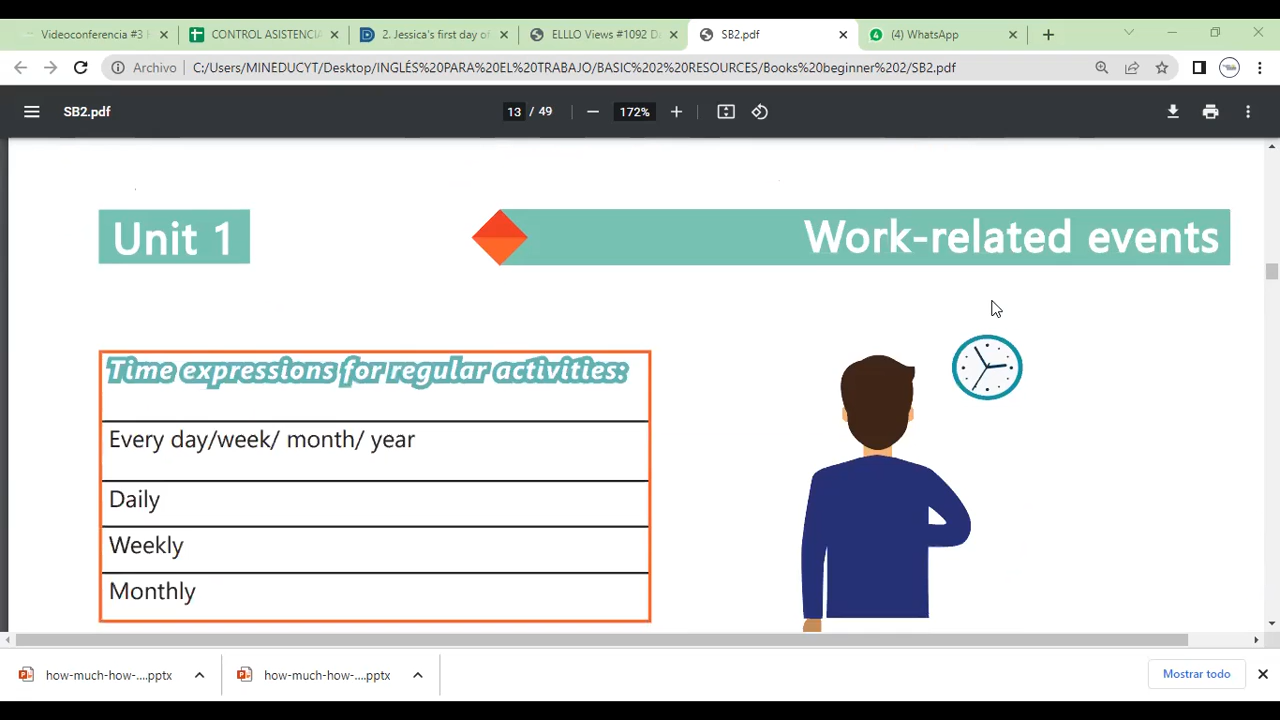 Videoconferencia #3
CONTROL ASISTENCIA
2. Jessica's first day of
ELLLO Views #1092 D
SB2.pdf
(4) WhatsApp
Archivo
C:/Users/MINEDUCYT/Desktop/INGLÉS%20PARA%20EL%20TRABAJO/BASIC%202%20RESOURCES/Books%20beginner%202/SB2.pdf
SB2.pdf
13 / 49
172%
Unit 1
Work-related events
Time expressions for regular activities:
Every day/week/ month/ year
Daily
Weekly
Monthly
how-much-how-....pptx
how-much-how-....pptx
Mostrar todo